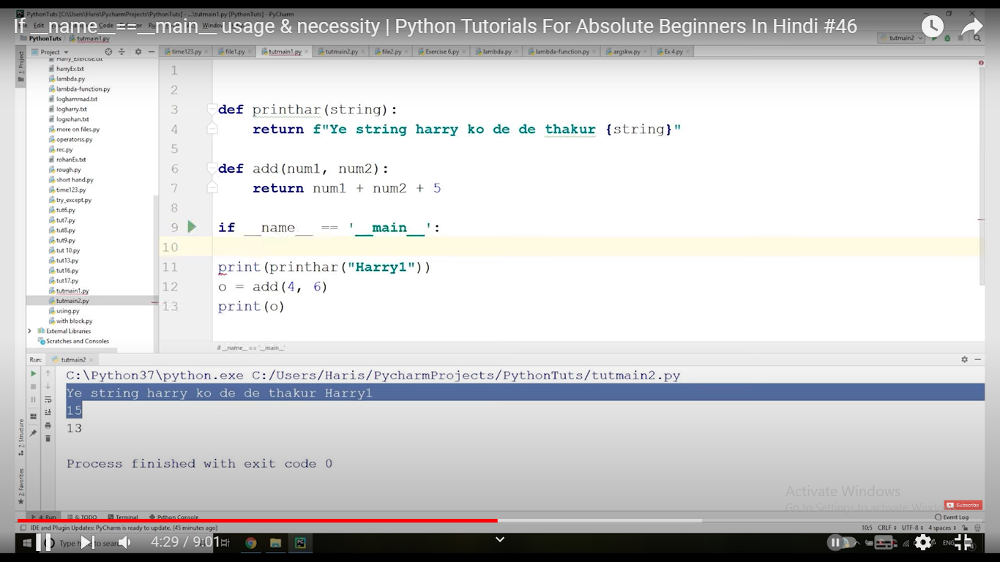 PythonTuts [C:\Users\Haris\PycharmProjects\PythonTuts] - ...\tutmain1.py [PythonTuts] - PyCharm
If __name__==__main__ usage & necessity | Python Tutorials For Absolute Beginners In Hindi #46
PythonTuts tutmain1.py
tutmain2
Project
time123.py file1.py tutmain1.py tutmain2.py file2.py Exercise 6.py lambda.py lambda-function.py argskw.py Ex 4.py
1: Project
Harry_Exercise.txt
harryEx.txt
lambda.py
lambda-function.py
loghammad.txt
logharry.txt
logrohan.txt
more on files.py
operatorss.py
rec.py
rohanEx.txt
rough.py
short hand.py
time123.py
try_except.py
tut6.py
tut7.py
tut8.py
tut9.py
tut 10.py
tut13.py
tut16.py
tut17.py
tutmain1.py
tutmain2.py
using.py
with block.py
External Libraries
Scratches and Consoles
1
2
3 def printhar(string):
4 return f"Ye string harry ko de de thakur {string}"
5
6 def add(num1, num2):
7 return num1 + num2 + 5
8
9 if __name__ == '__main__':
10
11 print(printhar("Harry1"))
12 o = add(4, 6)
13 print(o)
if __name__ == '__main__'
Run: tutmain2
C:\Python37\python.exe C:/Users/Haris/PycharmProjects/PythonTuts/tutmain2.py
Ye string harry ko de de thakur Harry1
15
13
Process finished with exit code 0
7: Structure
2: Favorites
Activate Windows
Go to Settings to activate Windo
Subscribe
4: Run 6: TODO Terminal Python Console Event Log
IDE and Plugin Updates: PyCharm is ready to update. (45 minutes ago) 10:5 CRLF UTF-8 4 spaces
4:29 / 9:01
ENG